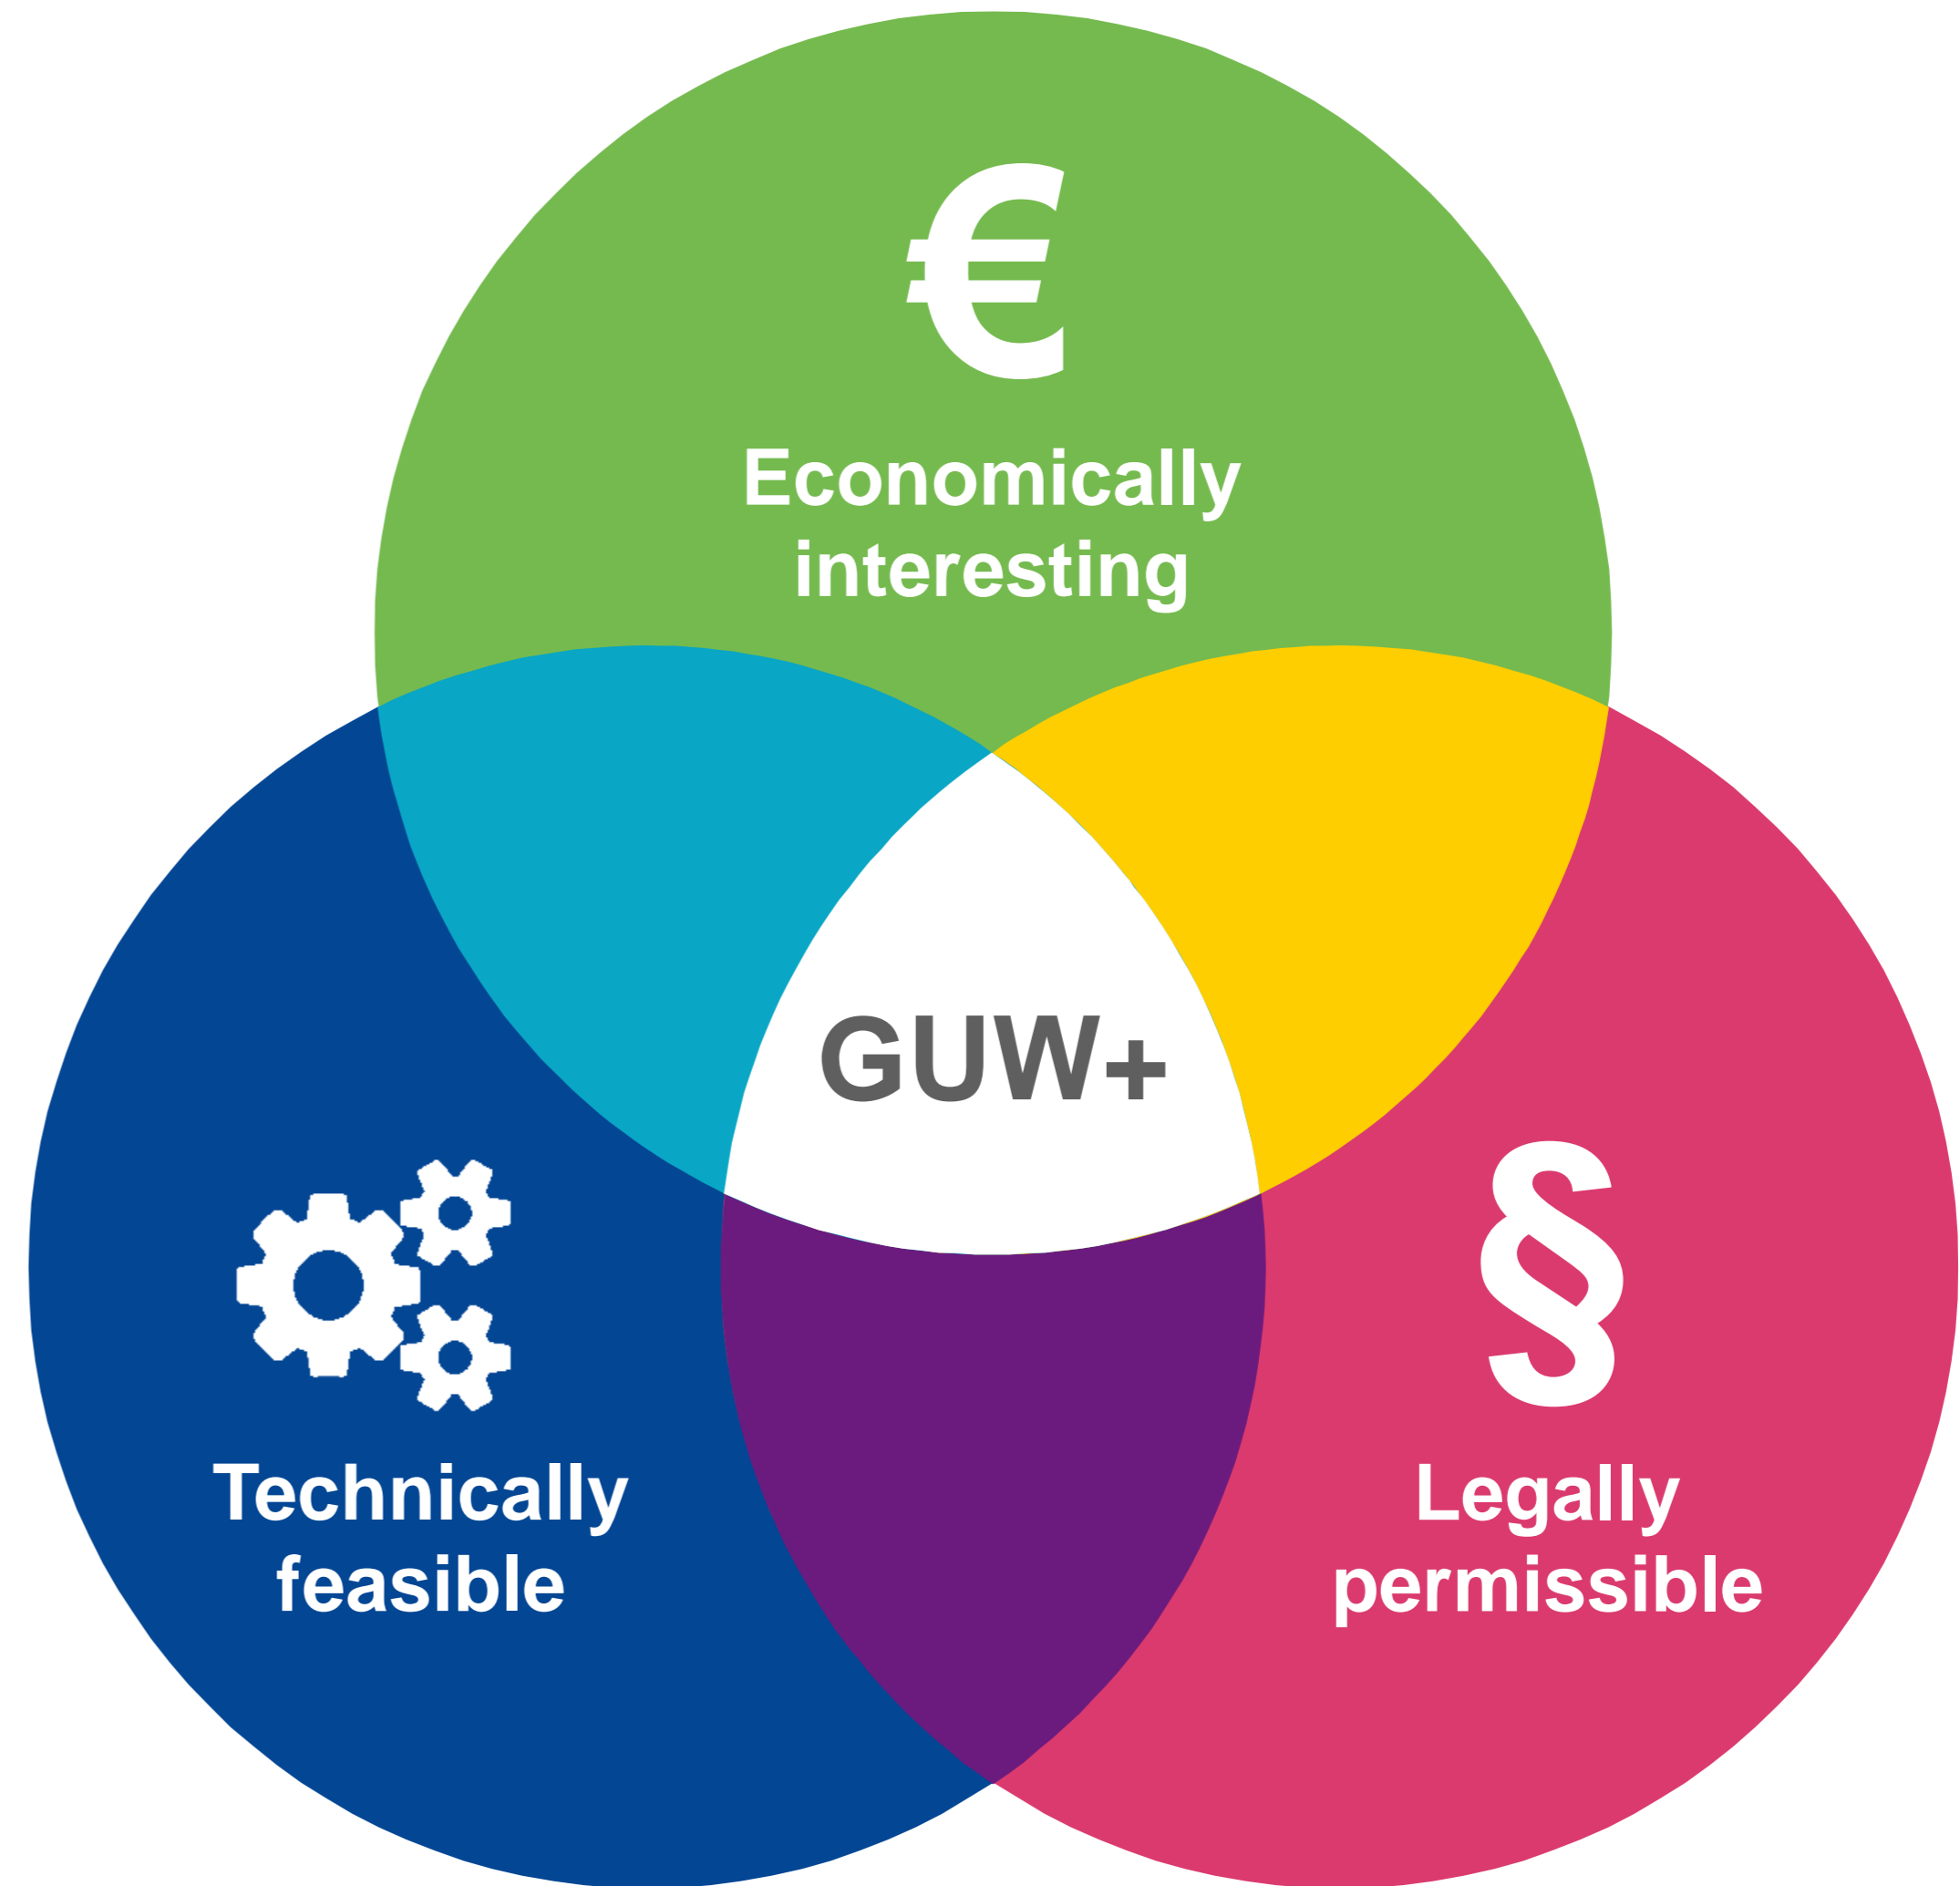 €
Economically
interesting
GUW+
§
Technically
feasible
Legally
permissible